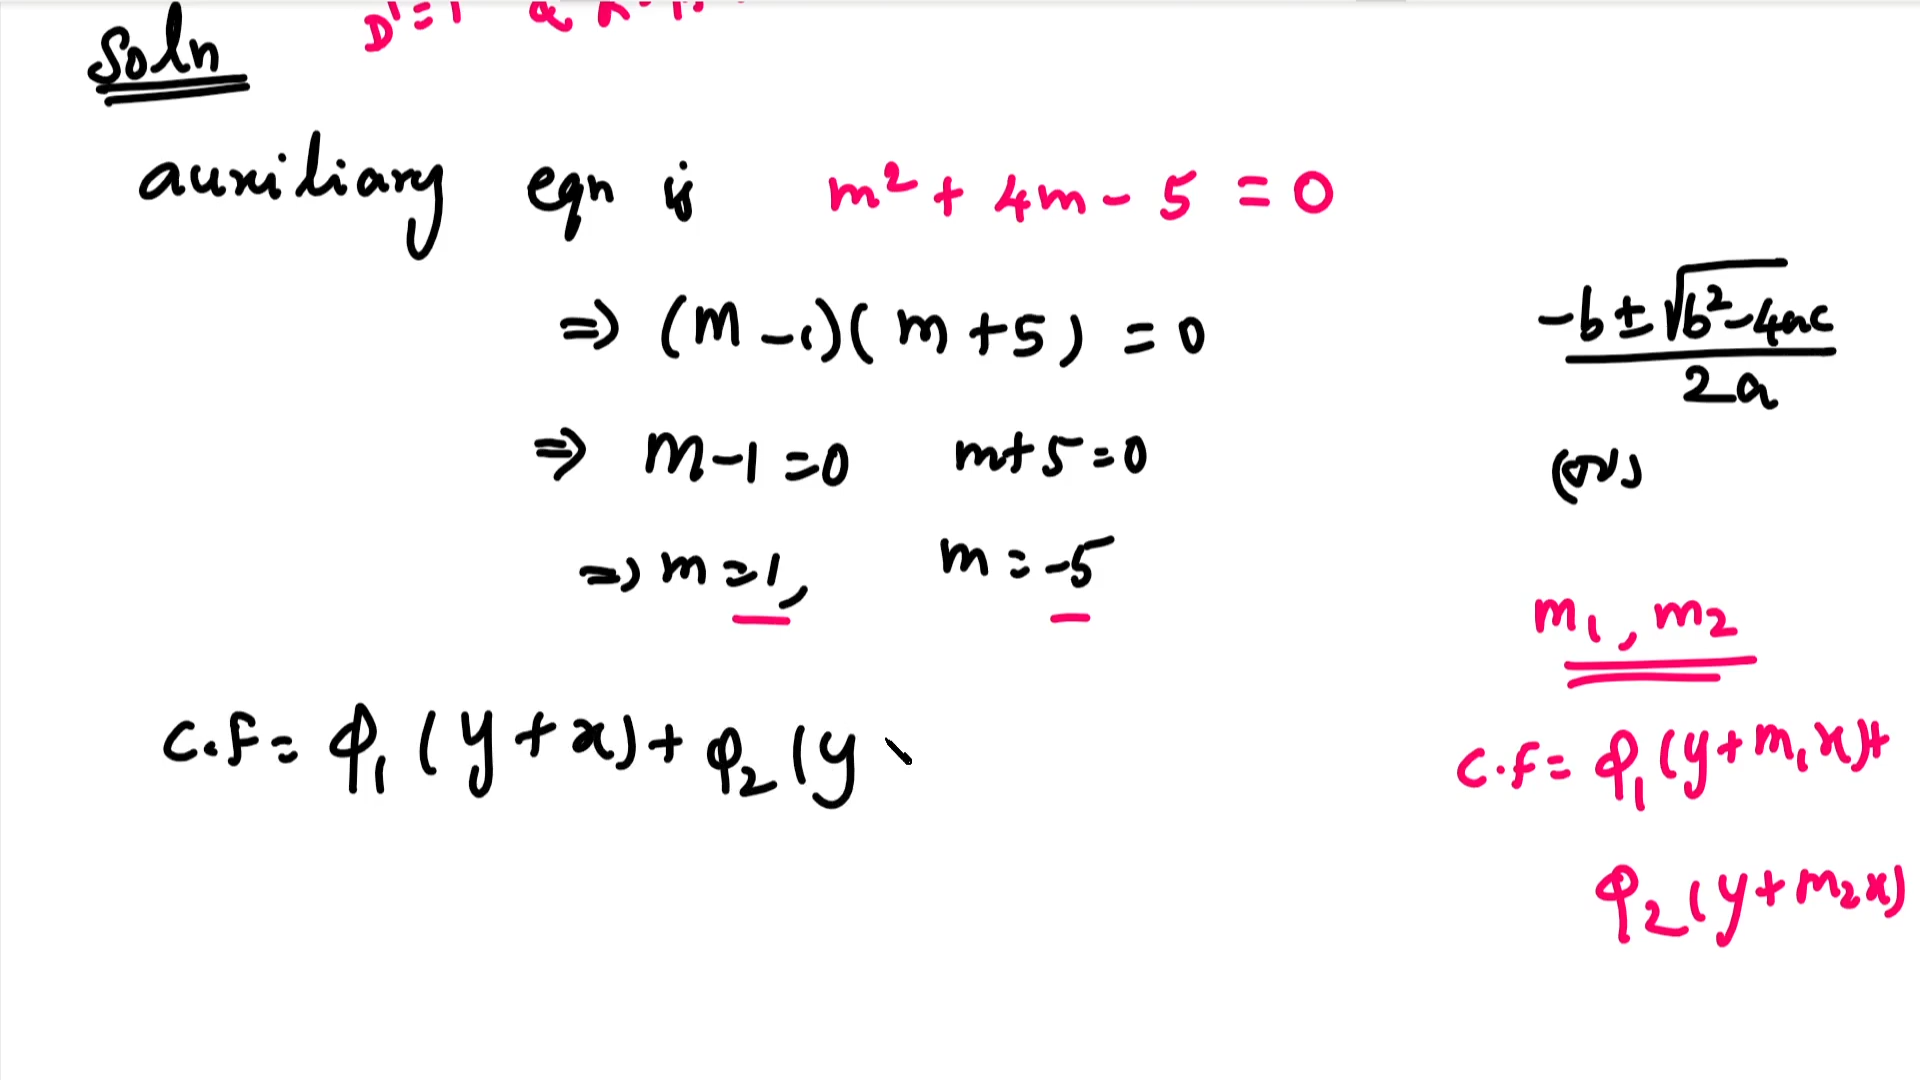 Soln
auxiliary eqn is m² + 4m - 5 = 0
⇒ (m - 1)(m + 5) = 0
⇒ m - 1 = 0 m + 5 = 0
⇒ m = 1, m = -5
C.F = φ₁ (y + x) + φ₂ (y
-b ± √b² - 4ac
2a
(or)
m₁, m₂
C.F = φ₁ (y + m₁x) +
φ₂ (y + m₂x)